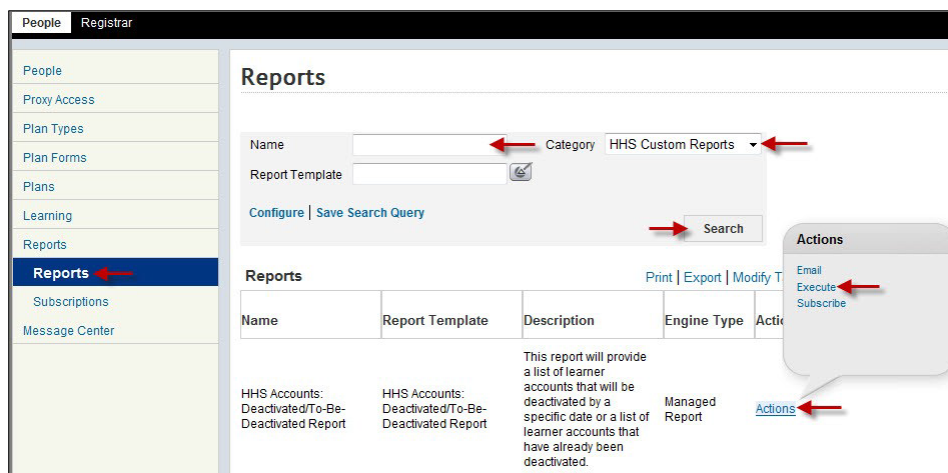 People Registrar
People
Proxy Access
Plan Types
Plan Forms
Plans
Learning
Reports
Reports
Subscriptions
Message Center
Reports
Name Category HHS Custom Reports
Report Template
Configure | Save Search Query
Search
Reports Print | Export | Modify T
Name Report Template Description Engine Type Actio
HHS Accounts:
Deactivated/To-Be-
Deactivated Report
HHS Accounts:
Deactivated/To-Be-
Deactivated Report
This report will provide
a list of learner
accounts that will be
deactivated by a
specific date or a list of
learner accounts that
have already been
deactivated.
Managed
Report
Actions
Actions
Email
Execute
Subscribe